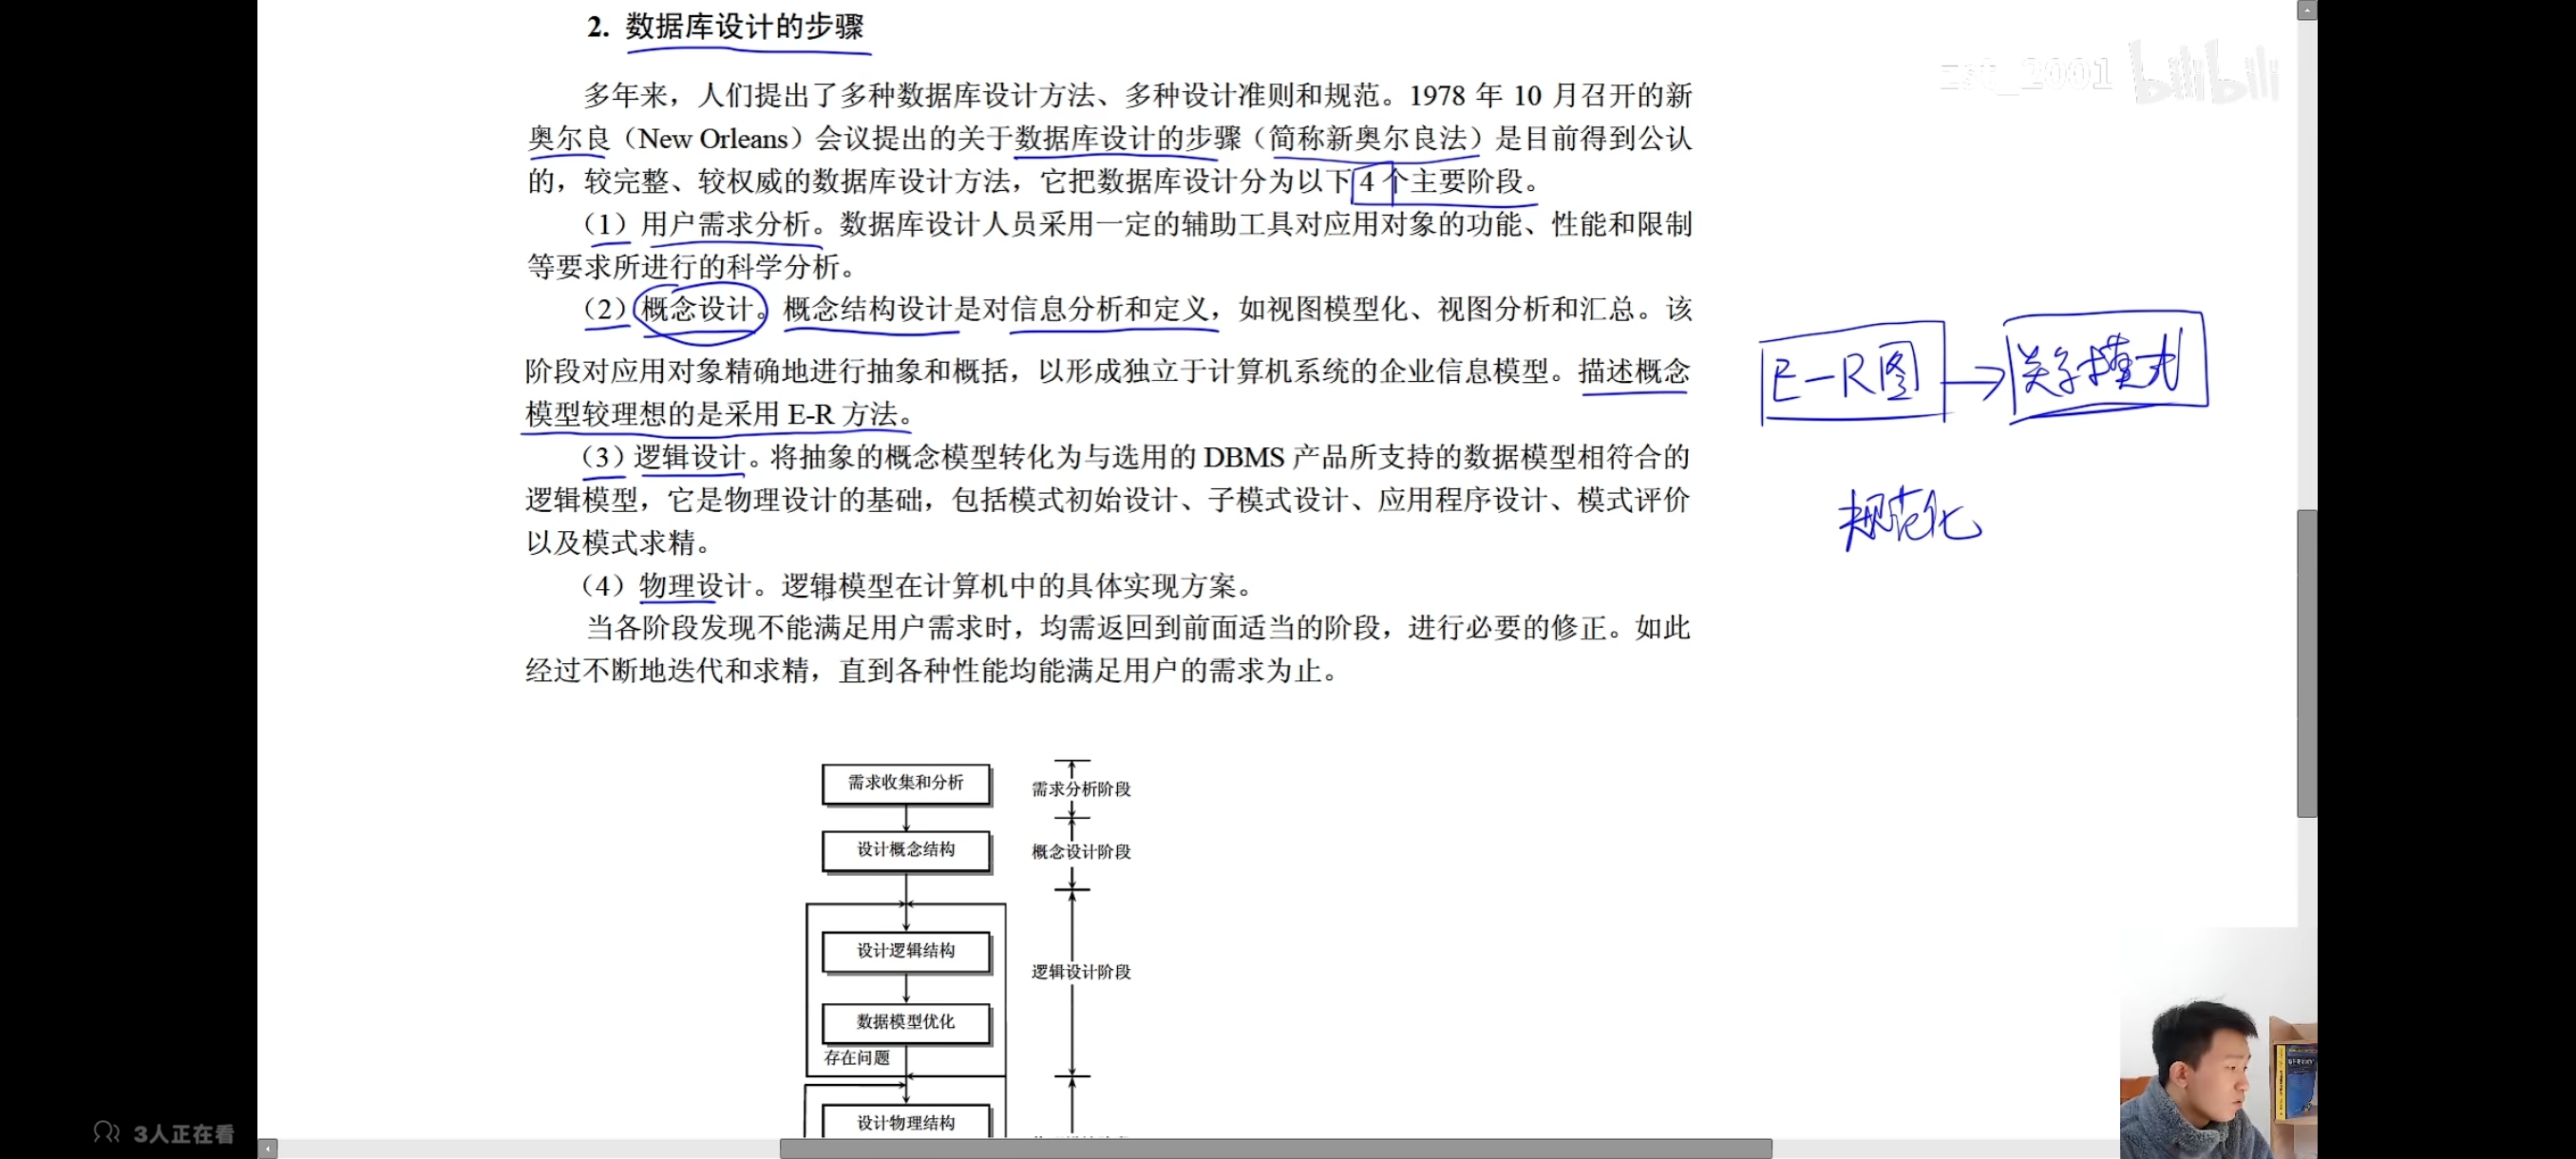 2. 数据库设计的步骤
zst_2001 bilibili
多年来，人们提出了多种数据库设计方法、多种设计准则和规范。1978 年 10 月召开的新
奥尔良（New Orleans）会议提出的关于数据库设计的步骤（简称新奥尔良法）是目前得到公认
的，较完整、较权威的数据库设计方法，它把数据库设计分为以下 4 个主要阶段。
（1）用户需求分析。数据库设计人员采用一定的辅助工具对应用对象的功能、性能和限制
等要求所进行的科学分析。
（2）概念设计。概念结构设计是对信息分析和定义，如视图模型化、视图分析和汇总。该
阶段对应用对象精确地进行抽象和概括，以形成独立于计算机系统的企业信息模型。描述概念
模型较理想的是采用 E-R 方法。
（3）逻辑设计。将抽象的概念模型转化为与选用的 DBMS 产品所支持的数据模型相符合的
逻辑模型，它是物理设计的基础，包括模式初始设计、子模式设计、应用程序设计、模式评价
以及模式求精。
（4）物理设计。逻辑模型在计算机中的具体实现方案。
当各阶段发现不能满足用户需求时，均需返回到前面适当的阶段，进行必要的修正。如此
经过不断地迭代和求精，直到各种性能均能满足用户的需求为止。
E-R图
关系模式
规范化
需求收集和分析
需求分析阶段
设计概念结构
概念设计阶段
设计逻辑结构
逻辑设计阶段
数据模型优化
存在问题
设计物理结构
3人正在看